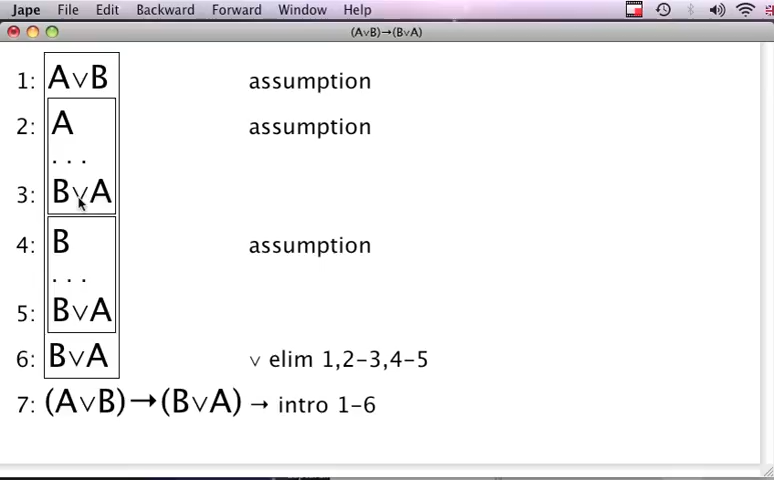 Jape File Edit Backward Forward Window Help
(A∨B)→(B∨A)
1: A∨B assumption
2: A assumption
...
3: B∨A
4: B assumption
...
5: B∨A
6: B∨A ∨ elim 1,2-3,4-5
7: (A∨B)→(B∨A) → intro 1-6